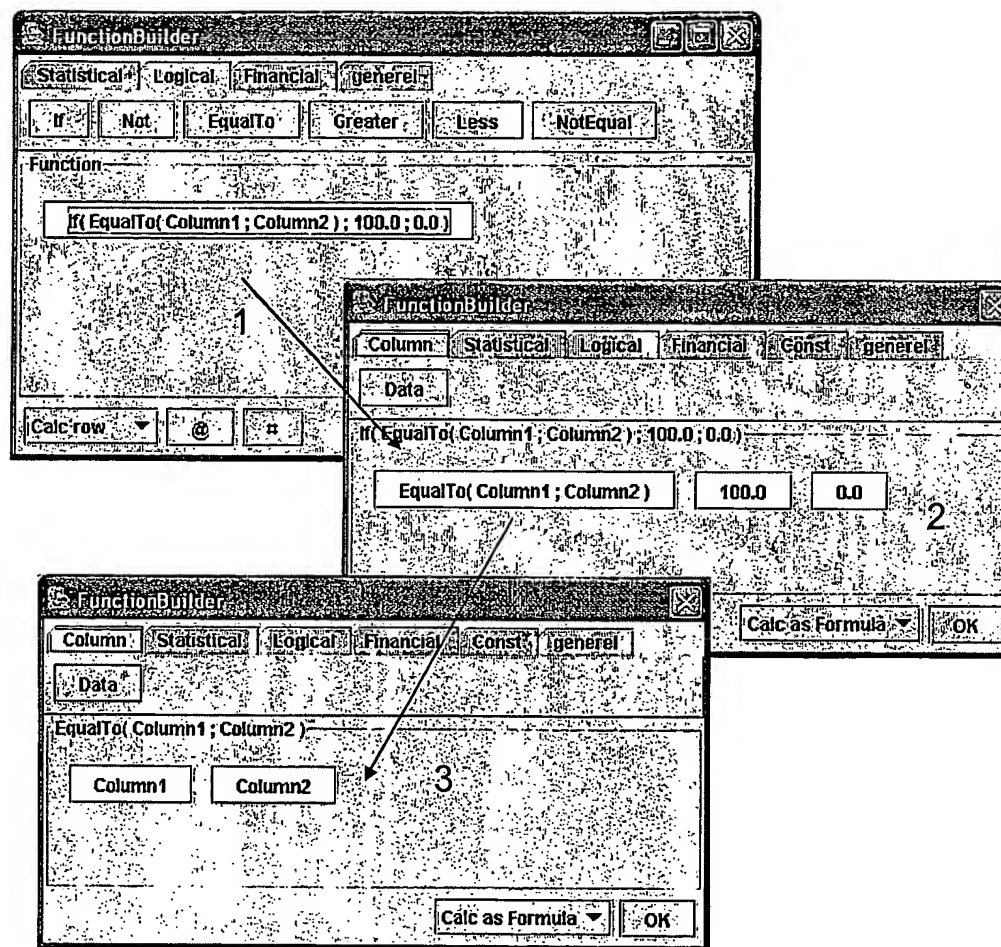 FunctionBuilder
Statistical Logical Financial generel
If Not EqualTo Greater Less NotEqual
Function
If( EqualTo( Column1 ; Column2 ) ; 100.0 ; 0.0 )
1
Calc row @ ¤
FunctionBuilder
Column Statistical Logical Financial Const generel
Data
If( EqualTo( Column1 ; Column2 ) ; 100.0 ; 0.0 )
EqualTo( Column1 ; Column2 ) 100.0 0.0
2
Calc as Formula OK
FunctionBuilder
Column Statistical Logical Financial Const generel
Data
EqualTo( Column1 ; Column2 )
Column1 Column2
3
Calc as Formula OK